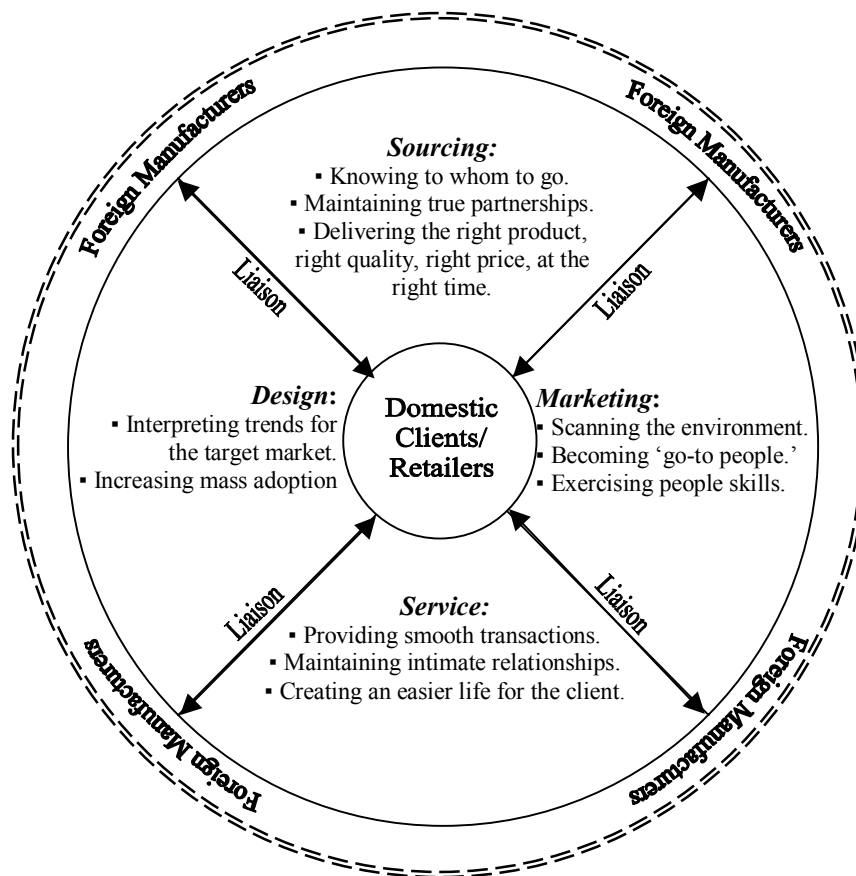 Foreign Manufacturers
Foreign Manufacturers
Sourcing:
▪ Knowing to whom to go.
▪ Maintaining true partnerships.
▪ Delivering the right product,
right quality, right price, at the
right time.
Liaison
Liaison
Design:
▪ Interpreting trends for
the target market.
▪ Increasing mass adoption
Domestic
Clients/
Retailers
Marketing:
▪ Scanning the environment.
▪ Becoming ‘go-to people.’
▪ Exercising people skills.
Liaison
Liaison
Service:
▪ Providing smooth transactions.
▪ Maintaining intimate relationships.
▪ Creating an easier life for the client.
Foreign Manufacturers
Foreign Manufacturers